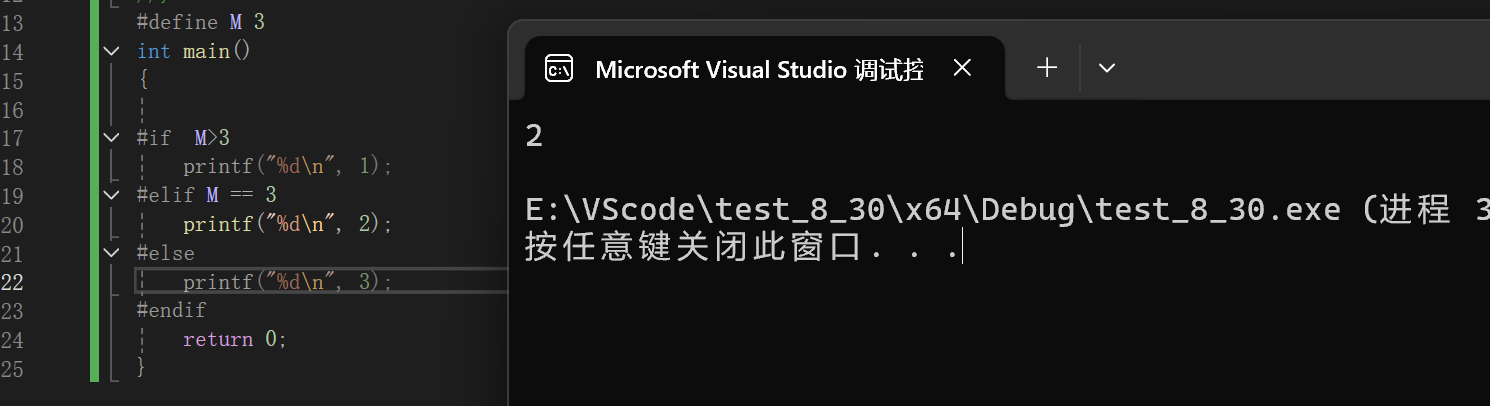 13 #define M 3
14 int main()
15 {
16
17 #if  M>3
18 printf("%d\n", 1);
19 #elif M == 3
20 printf("%d\n", 2);
21 #else
22 printf("%d\n", 3);
23 #endif
24 return 0;
25 }
Microsoft Visual Studio 调试控
2
E:\VScode\test_8_30\x64\Debug\test_8_30.exe (进程 3
按任意键关闭此窗口. . .